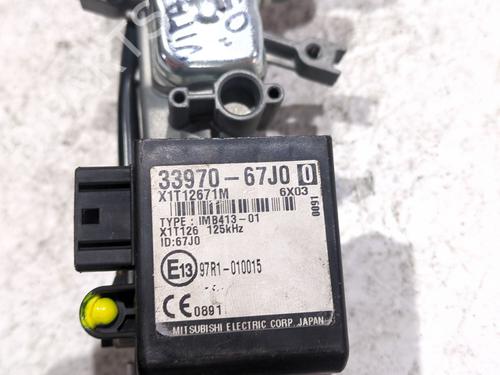 33970-67J0 0
X1T12671M 6X03
0091
TYPE : IMB413-01
X1T126 125kHz
ID:67J0
E13 97R1-010015
CE 0891
MITSUBISHI ELECTRIC CORP. JAPAN